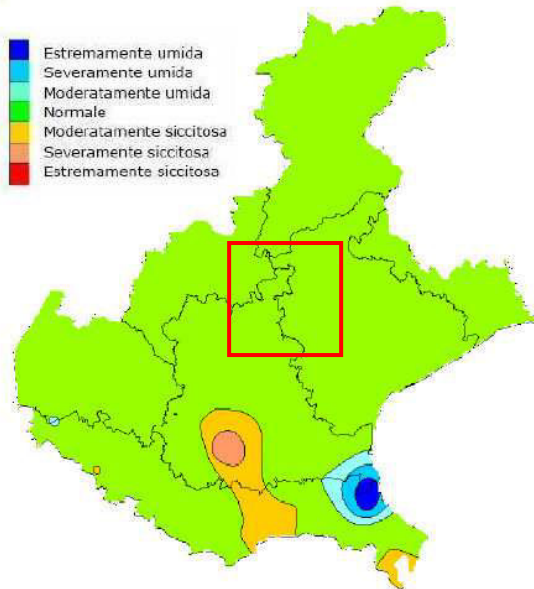 Estremamente umida
Severamente umida
Moderatamente umida
Normale
Moderatamente siccitosa
Severamente siccitosa
Estremamente siccitosa